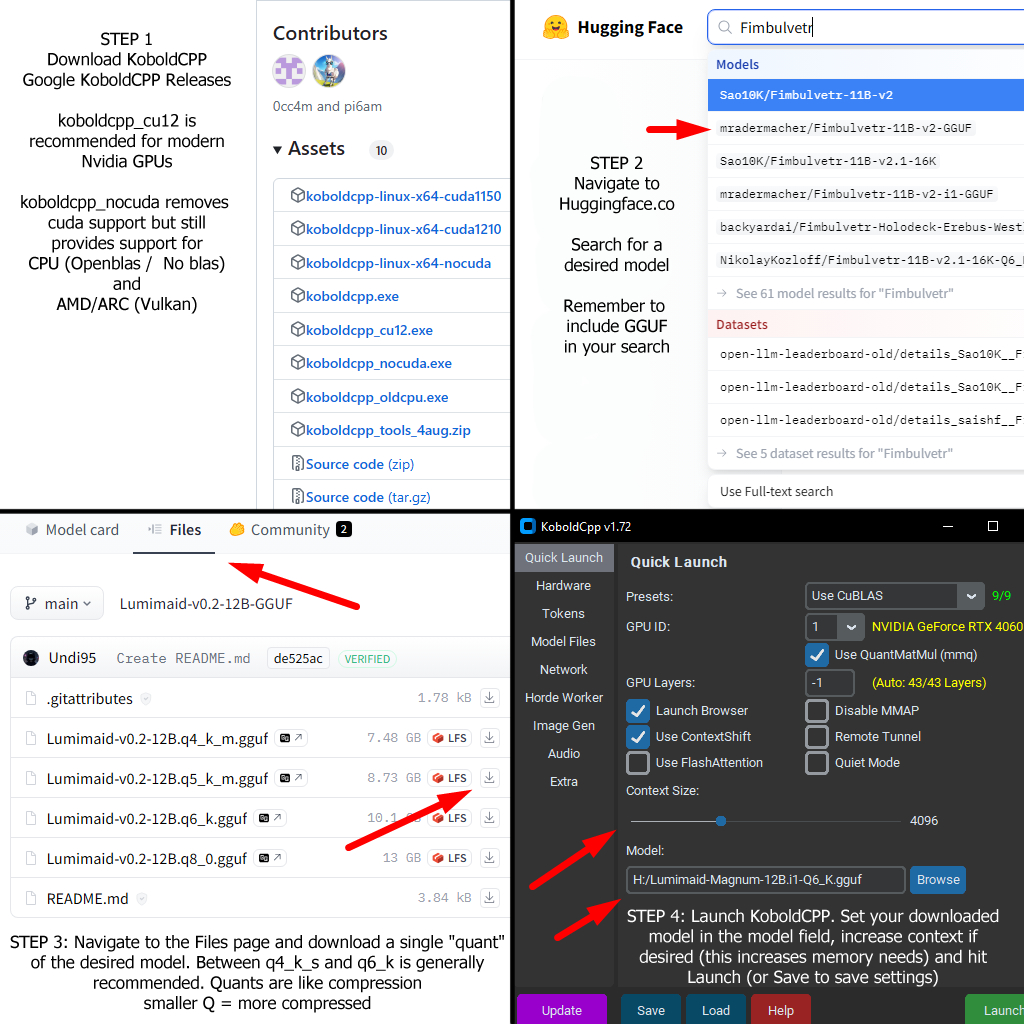 STEP 1
Download KoboldCPP
Google KoboldCPP Releases
koboldcpp_cu12 is
recommended for modern
Nvidia GPUs
koboldcpp_nocuda removes
cuda support but still
provides support for
CPU (Openblas / No blas)
and
AMD/ARC (Vulkan)
Contributors
0cc4m and pi6am
Assets 10
koboldcpp-linux-x64-cuda1150
koboldcpp-linux-x64-cuda1210
koboldcpp-linux-x64-nocuda
koboldcpp.exe
koboldcpp_cu12.exe
koboldcpp_nocuda.exe
koboldcpp_oldcpu.exe
koboldcpp_tools_4aug.zip
Source code (zip)
Source code (tar.gz)
Hugging Face
Fimbulvetr
STEP 2
Navigate to
Huggingface.co
Search for a
desired model
Remember to
include GGUF
in your search
Models
Sao10K/Fimbulvetr-11B-v2
mradermacher/Fimbulvetr-11B-v2-GGUF
Sao10K/Fimbulvetr-11B-v2.1-16K
mradermacher/Fimbulvetr-11B-v2-i1-GGUF
backyardai/Fimbulvetr-Holodeck-Erebus-Westl
NikolayKozloff/Fimbulvetr-11B-v2.1-16K-Q6_
→ See 61 model results for "Fimbulvetr"
Datasets
open-llm-leaderboard-old/details_Sao10K__F
open-llm-leaderboard-old/details_Sao10K__F
open-llm-leaderboard-old/details_saishf__F
→ See 5 dataset results for "Fimbulvetr"
Use Full-text search
Model card Files Community 2
main Lumimaid-v0.2-12B-GGUF
Undi95 Create README.md de525ac VERIFIED
.gitattributes 1.78 kB
Lumimaid-v0.2-12B.q4_k_m.gguf 7.48 GB LFS
Lumimaid-v0.2-12B.q5_k_m.gguf 8.73 GB LFS
Lumimaid-v0.2-12B.q6_k.gguf 10.1 GB LFS
Lumimaid-v0.2-12B.q8_0.gguf 13 GB LFS
README.md 3.84 kB
STEP 3: Navigate to the Files page and download a single "quant"
of the desired model. Between q4_k_s and q6_k is generally
recommended. Quants are like compression
smaller Q = more compressed
KoboldCpp v1.72
Quick Launch
Hardware
Tokens
Model Files
Network
Horde Worker
Image Gen
Audio
Extra
Quick Launch
Presets: Use CuBLAS 9/9
GPU ID: 1 NVIDIA GeForce RTX 4060
Use QuantMatMul (mmq)
GPU Layers: -1 (Auto: 43/43 Layers)
Launch Browser Disable MMAP
Use ContextShift Remote Tunnel
Use FlashAttention Quiet Mode
Context Size:
4096
Model:
H:/Lumimaid-Magnum-12B.i1-Q6_K.gguf Browse
STEP 4: Launch KoboldCPP. Set your downloaded
model in the model field, increase context if
desired (this increases memory needs) and hit
Launch (or Save to save settings)
Update Save Load Help Launch